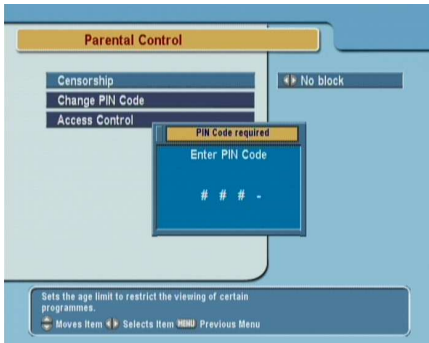 Parental Control
Censorship
No block
Change PIN Code
Access Control
PIN Code required
Enter PIN Code
# # # -
Sets the age limit to restrict the viewing of certain
programmes.
Moves Item Selects Item MENU Previous Menu